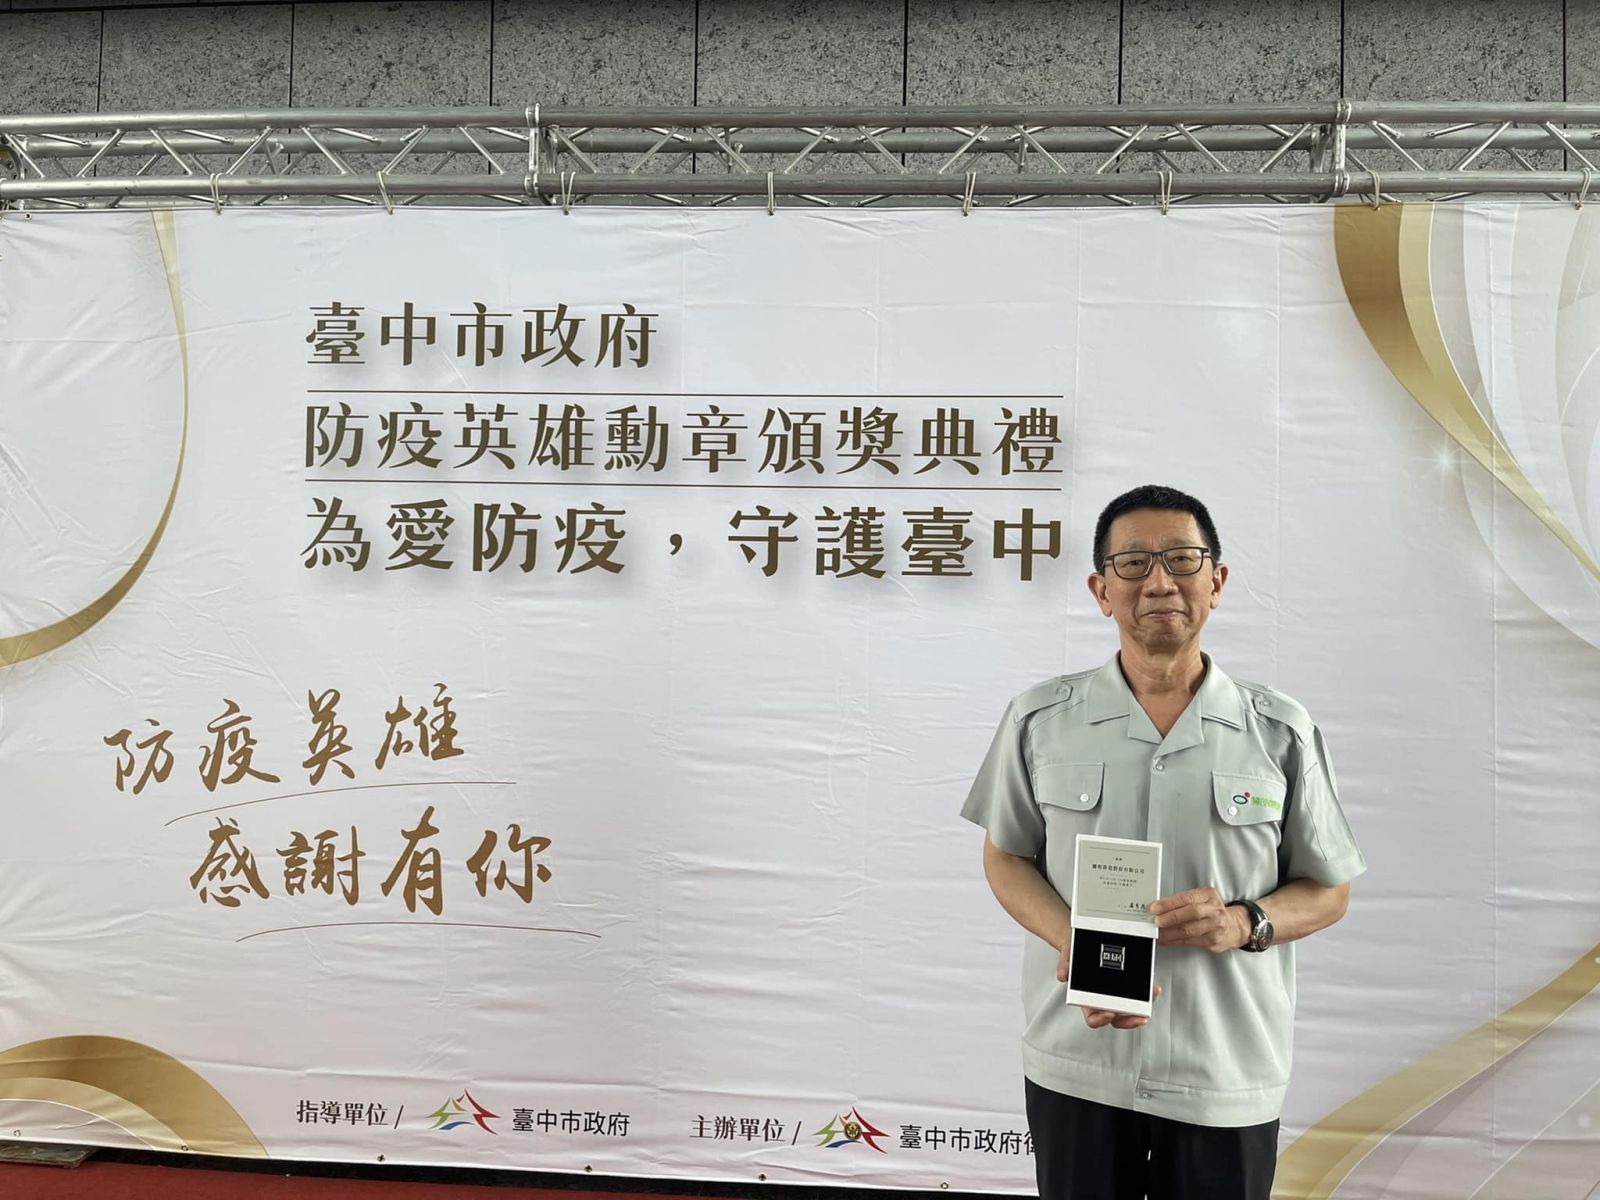 臺中市政府
防疫英雄勳章頒獎典禮
為愛防疫，守護臺中
防疫英雄
感謝有你
指導單位/ 臺中市政府
主辦單位/ 臺中市政府衛